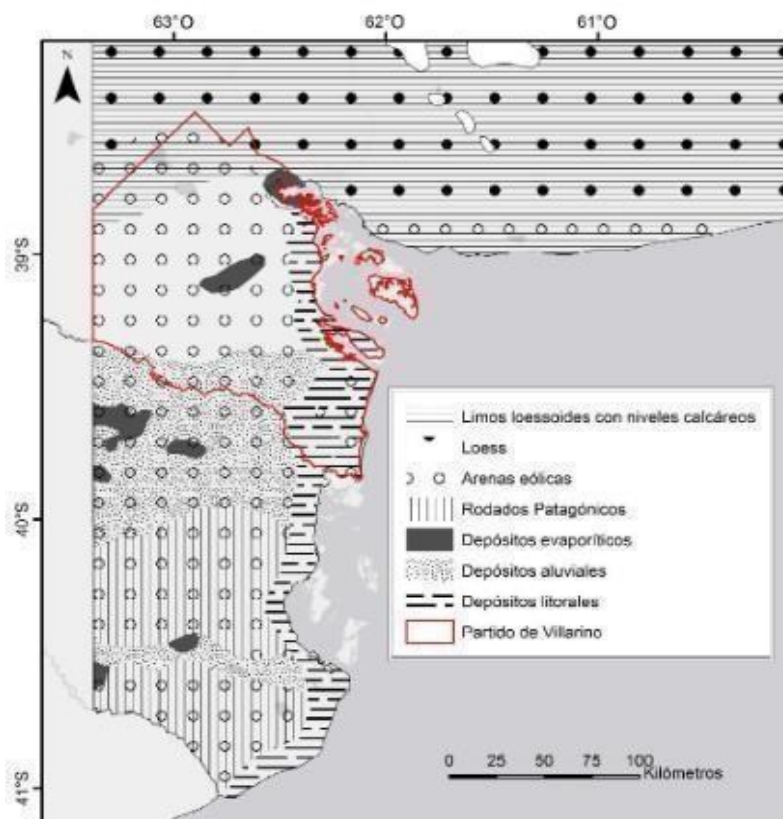 63°O 62°O 61°O
N
39°S
40°S
41°S
Limos loessoides con niveles calcáreos
Loess
Arenas eólicas
Rodados Patagónicos
Depósitos evaporíticos
Depósitos aluviales
Depósitos litorales
Partido de Villarino
0 25 50 75 100
Kilómetros